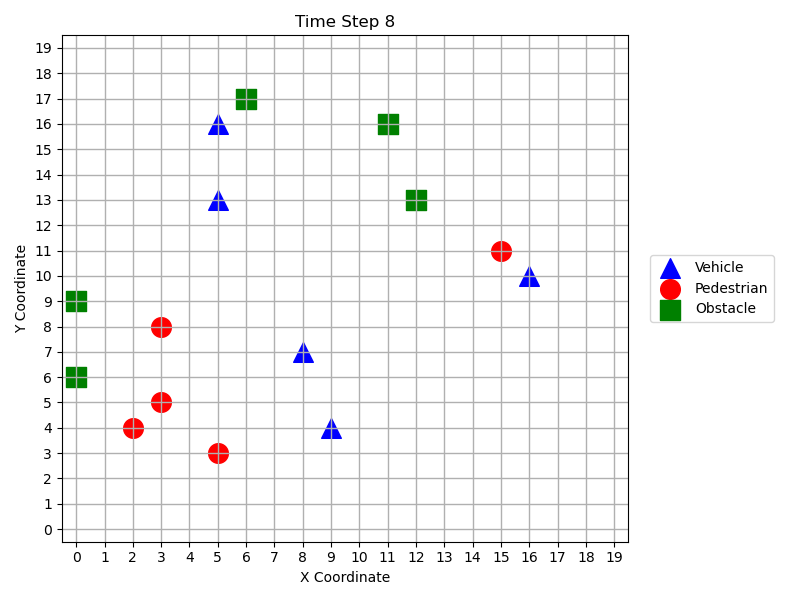 Time Step 8
Y Coordinate
19
18
17
16
15
14
13
12
11
10
9
8
7
6
5
4
3
2
1
0
0 1 2 3 4 5 6 7 8 9 10 11 12 13 14 15 16 17 18 19
X Coordinate
Vehicle
Pedestrian
Obstacle